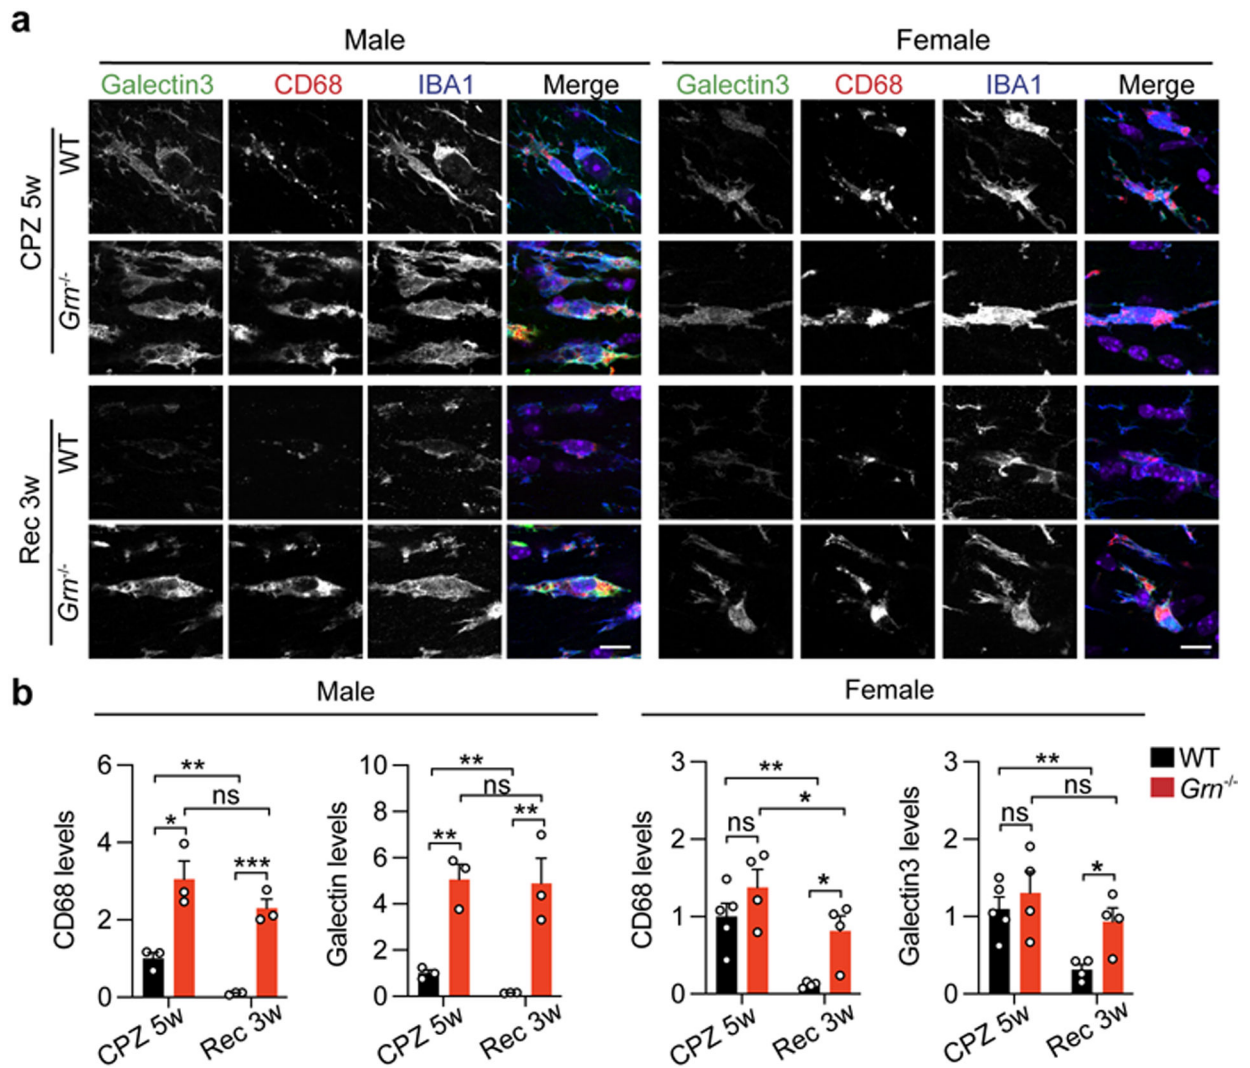 a
Male
Female
Galectin3 CD68 IBA1 Merge
Galectin3 CD68 IBA1 Merge
CPZ 5w
WT
Grn-/-
Rec 3w
WT
Grn-/-
b
Male
Female
WT
Grn-/-
CD68 levels
6
4
2
0
**
ns
*
***
CPZ 5w
Rec 3w
Galectin levels
10
8
6
4
2
0
**
ns
**
**
CPZ 5w
Rec 3w
CD68 levels
3
2
1
0
**
*
ns
*
CPZ 5w
Rec 3w
Galectin3 levels
3
2
1
0
**
ns
ns
*
CPZ 5w
Rec 3w